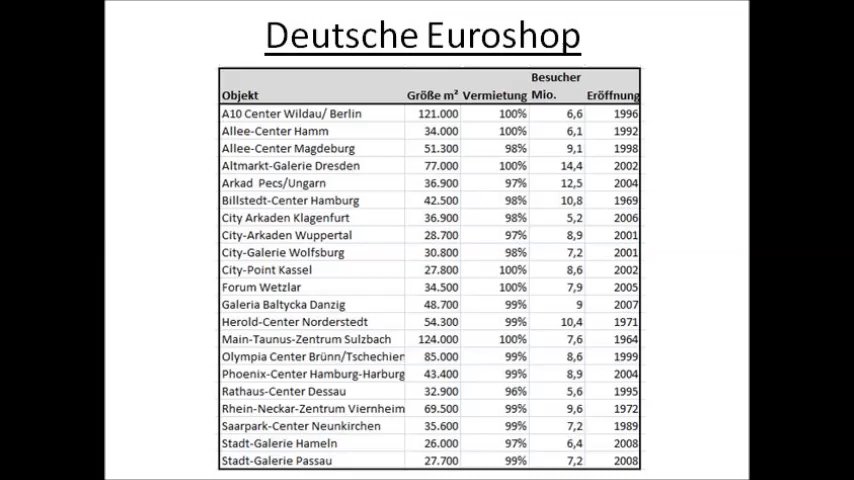 Deutsche Euroshop
Objekt Größe m² Vermietung Besucher Mio. Eröffnung
A10 Center Wildau/ Berlin 121.000 100% 6,6 1996
Allee-Center Hamm 34.000 100% 6,1 1992
Allee-Center Magdeburg 51.300 98% 9,1 1998
Altmarkt-Galerie Dresden 77.000 100% 14,4 2002
Arkad Pecs/Ungarn 36.900 97% 12,5 2004
Billstedt-Center Hamburg 42.500 98% 10,8 1969
City Arkaden Klagenfurt 36.900 98% 5,2 2006
City-Arkaden Wuppertal 28.700 97% 8,9 2001
City-Galerie Wolfsburg 30.800 98% 7,2 2001
City-Point Kassel 27.800 100% 8,6 2002
Forum Wetzlar 34.500 100% 7,9 2005
Galeria Baltycka Danzig 48.700 99% 9 2007
Herold-Center Norderstedt 54.300 99% 10,4 1971
Main-Taunus-Zentrum Sulzbach 124.000 100% 7,6 1964
Olympia Center Brünn/Tschechien 85.000 99% 8,6 1999
Phoenix-Center Hamburg-Harburg 43.400 99% 8,9 2004
Rathaus-Center Dessau 32.900 96% 5,6 1995
Rhein-Neckar-Zentrum Viernheim 69.500 99% 9,6 1972
Saarpark-Center Neunkirchen 35.600 99% 7,2 1989
Stadt-Galerie Hameln 26.000 97% 6,4 2008
Stadt-Galerie Passau 27.700 99% 7,2 2008